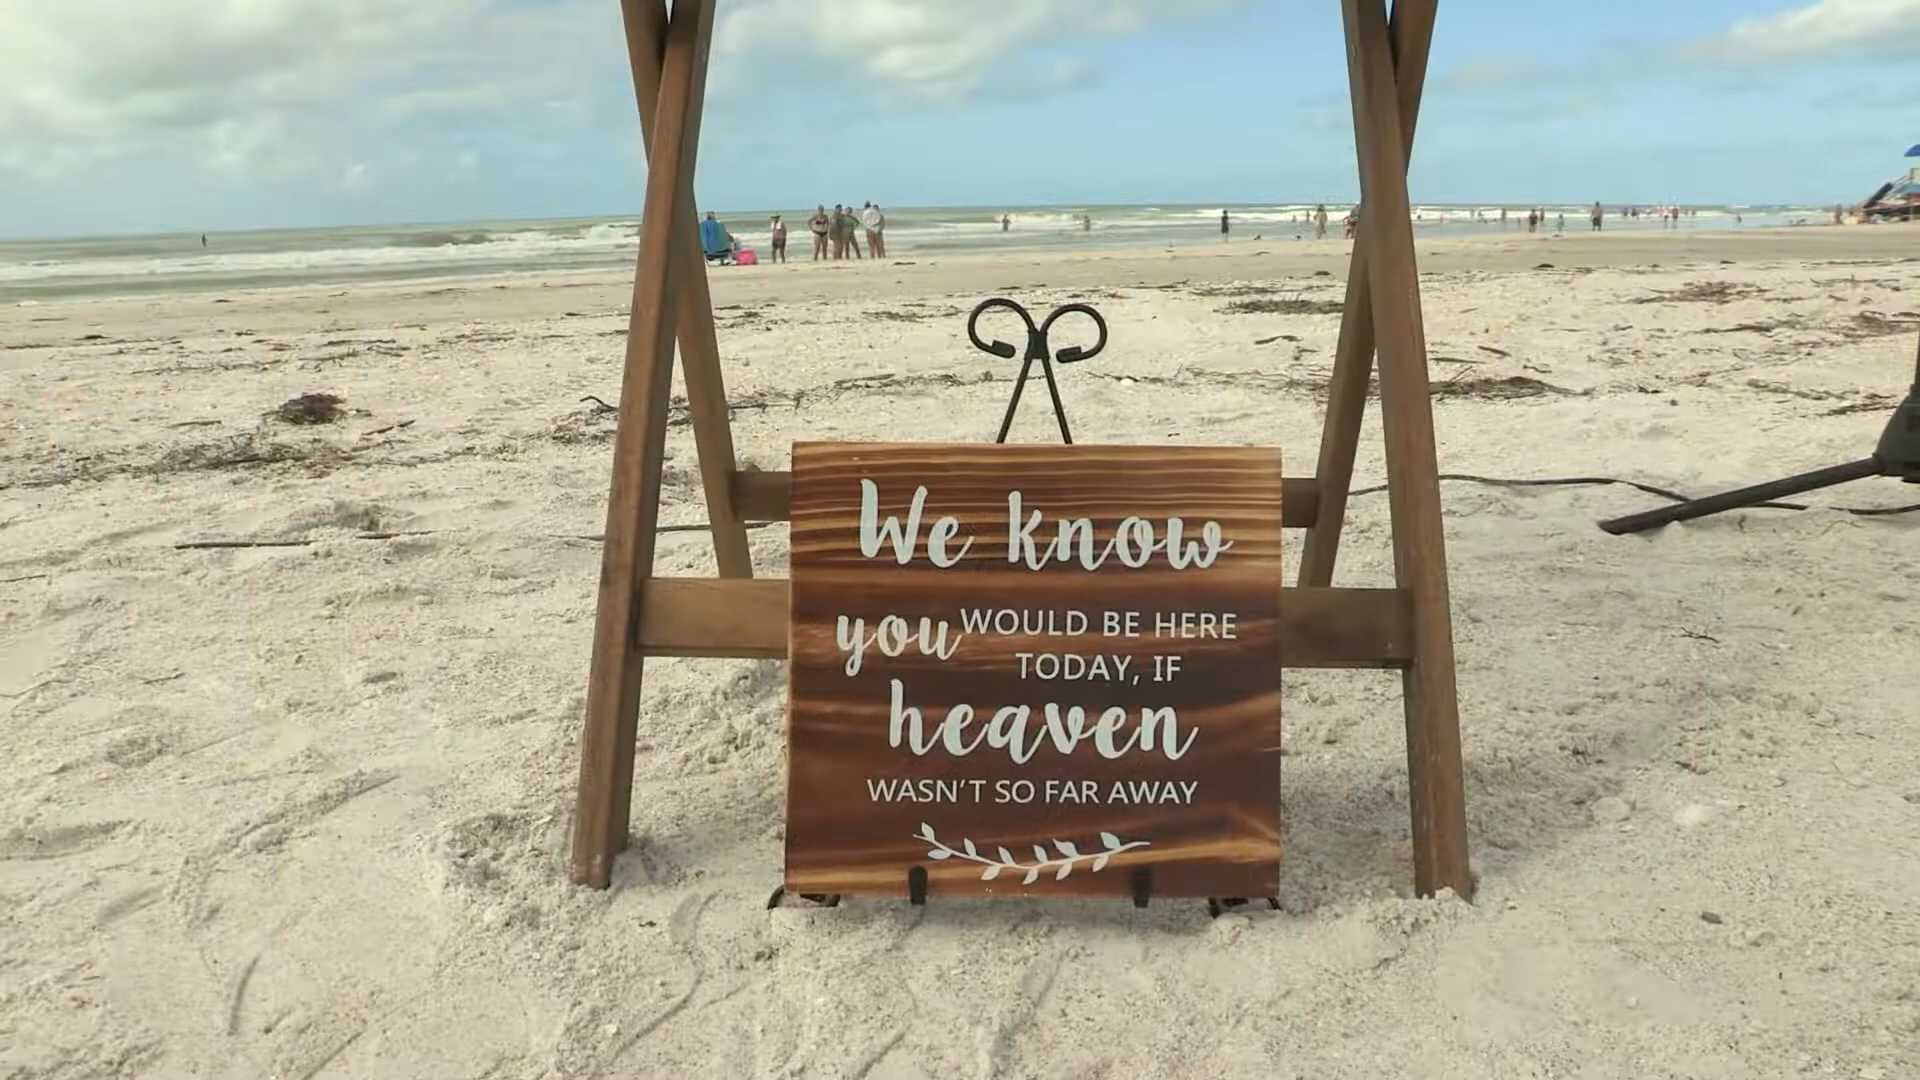 We know
you WOULD BE HERE
TODAY, IF
heaven
WASN'T SO FAR AWAY